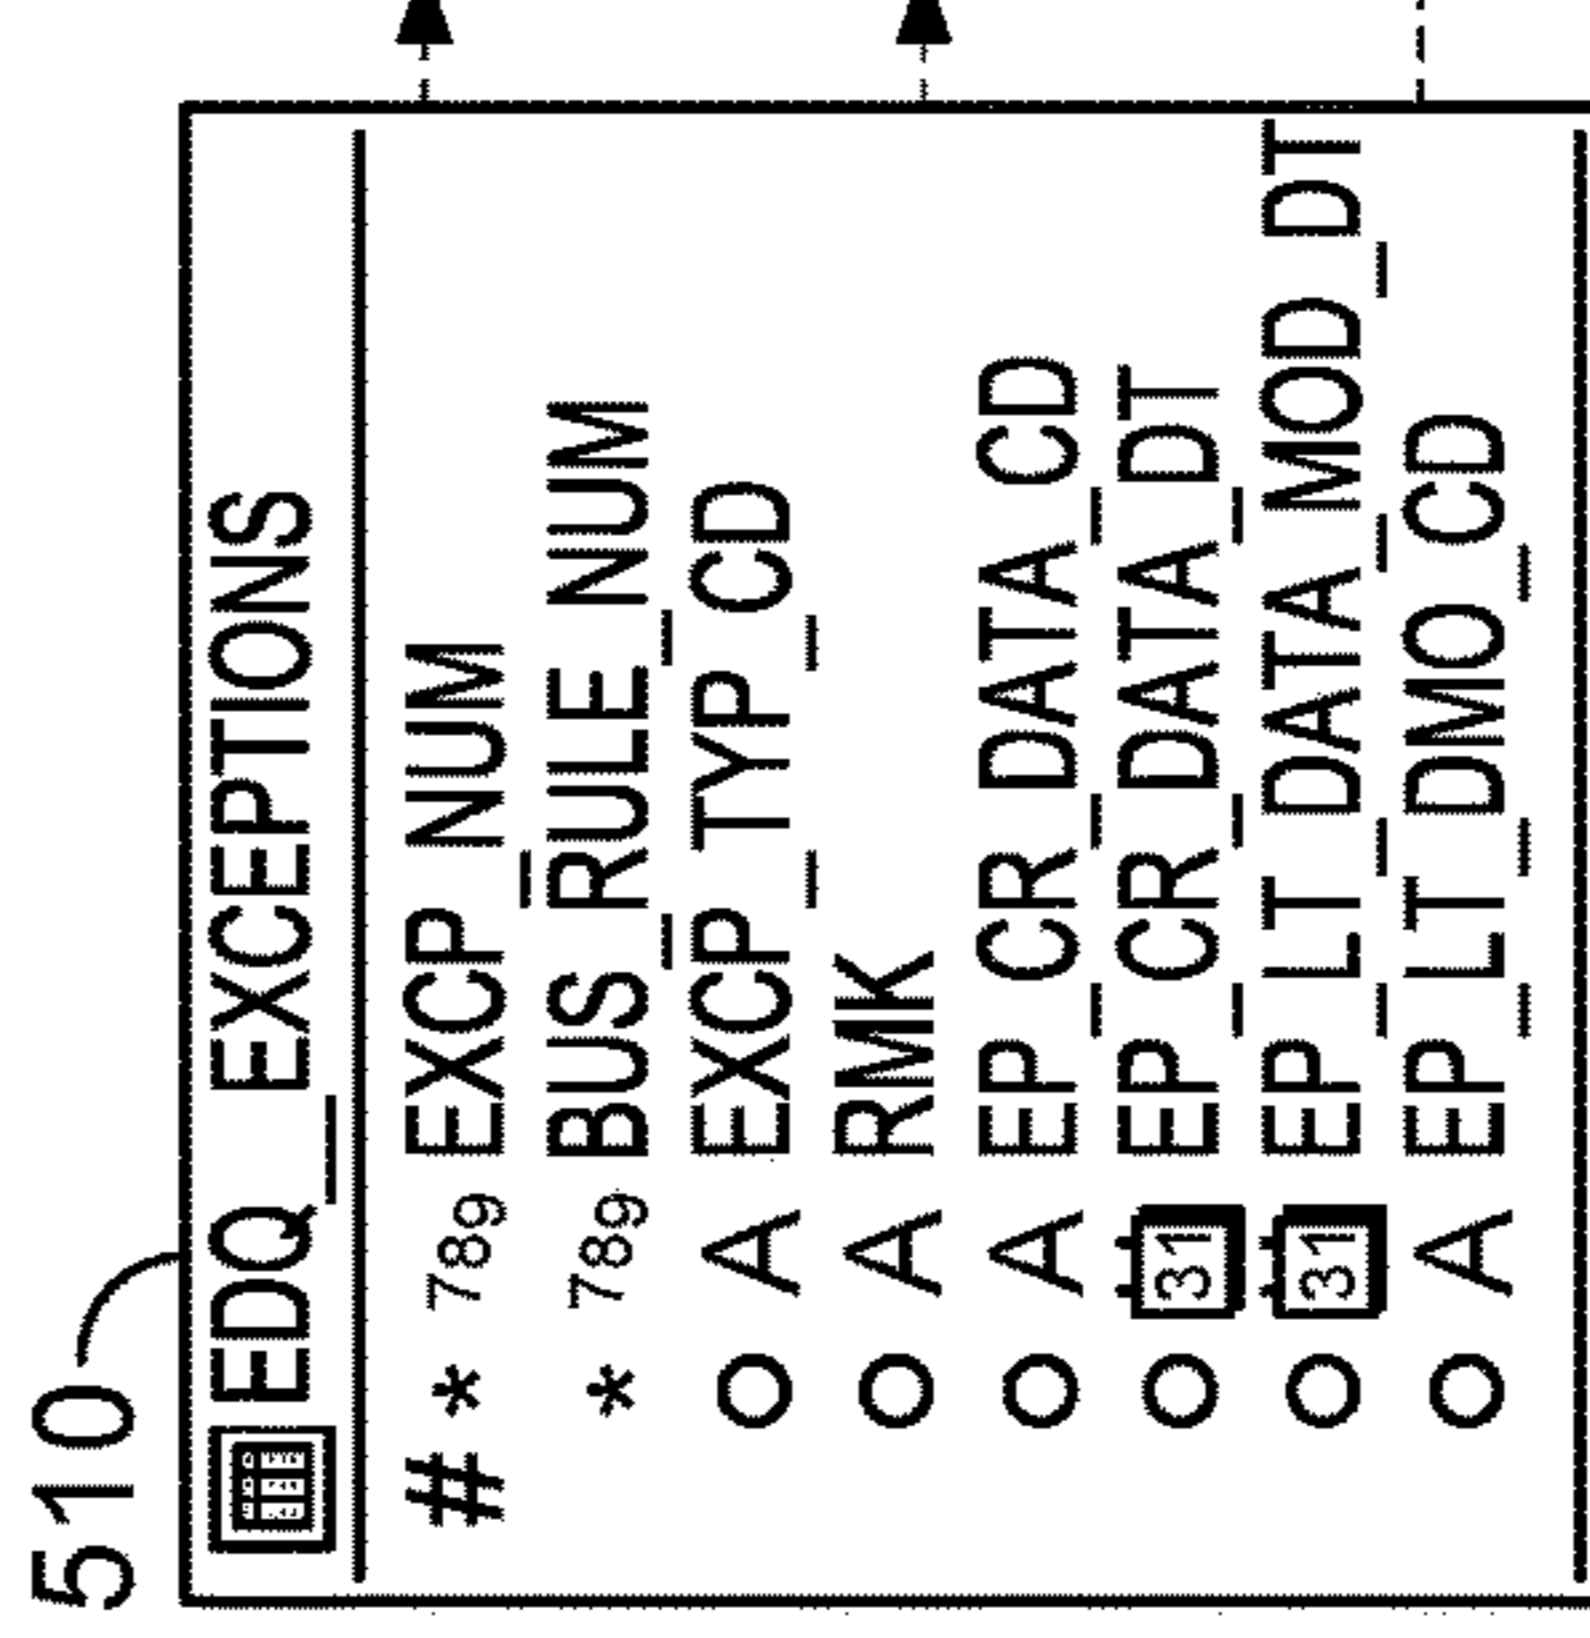 510
EDQ_EXCEPTIONS
# * 789 EXCP_NUM
* 789 BUS_RULE_NUM
O A EXCP_TYP_CD
O A RMK
O A EP_CR_DATA_CD
O 31 EP_CR_DATA_DT
O 31 EP_LT_DATA_MOD_DT
O A EP_LT_DMO_CD